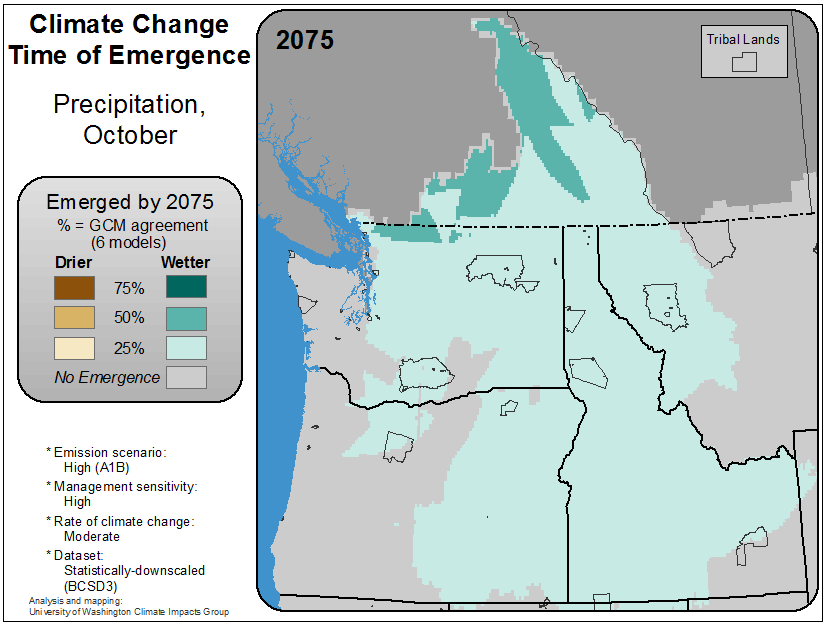 Climate Change
Time of Emergence
Precipitation,
October
Emerged by 2075
% = GCM agreement
(6 models)
Drier Wetter
75%
50%
25%
No Emergence
* Emission scenario:
High (A1B)
* Management sensitivity:
High
* Rate of climate change:
Moderate
* Dataset:
Statistically-downscaled
(BCSD3)
Analysis and mapping:
University of Washington Climate Impacts Group
2075
Tribal Lands